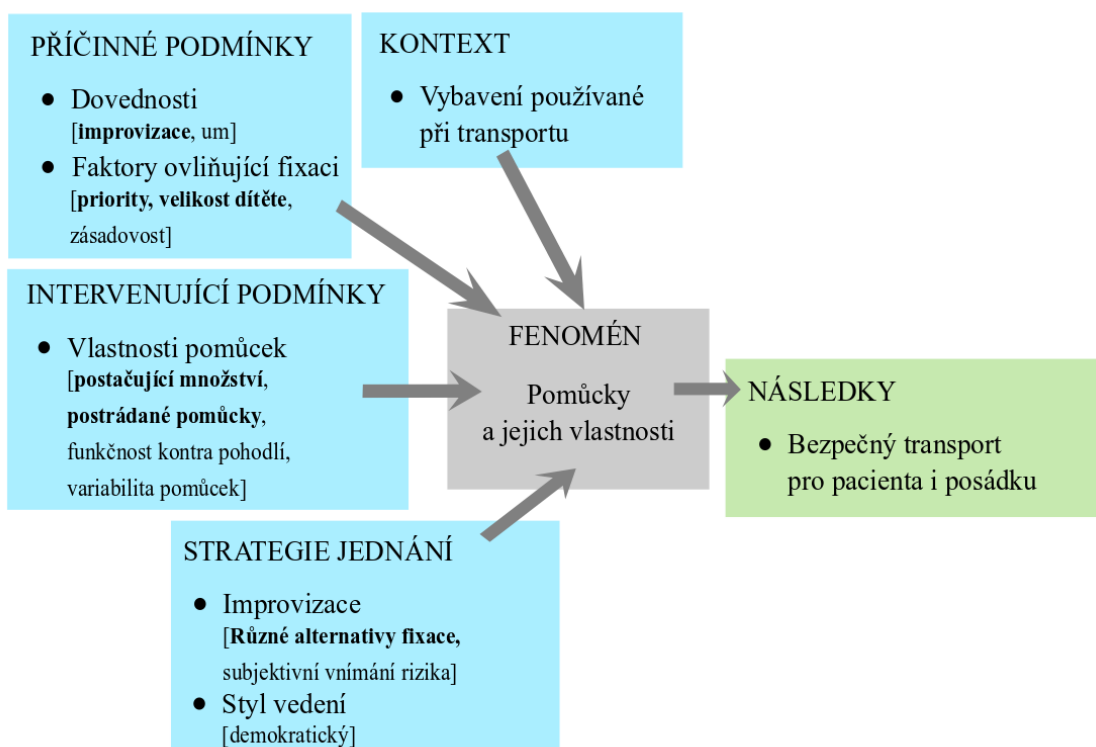 PŘÍČINNÉ PODMÍNKY
● Dovednosti
[improvizace, um]
● Faktory ovliňující fixaci
[priority, velikost dítěte,
zásadovost]
KONTEXT
● Vybavení používané
při transportu
INTERVENUJÍCÍ PODMÍNKY
● Vlastnosti pomůcek
[postačující množství,
postrádané pomůcky,
funkčnost kontra pohodlí,
variabilita pomůcek]
FENOMÉN
Pomůcky
a jejich vlastnosti
NÁSLEDKY
● Bezpečný transport
pro pacienta i posádku
STRATEGIE JEDNÁNÍ
● Improvizace
[Různé alternativy fixace,
subjektivní vnímání rizika]
● Styl vedení
[demokratický]